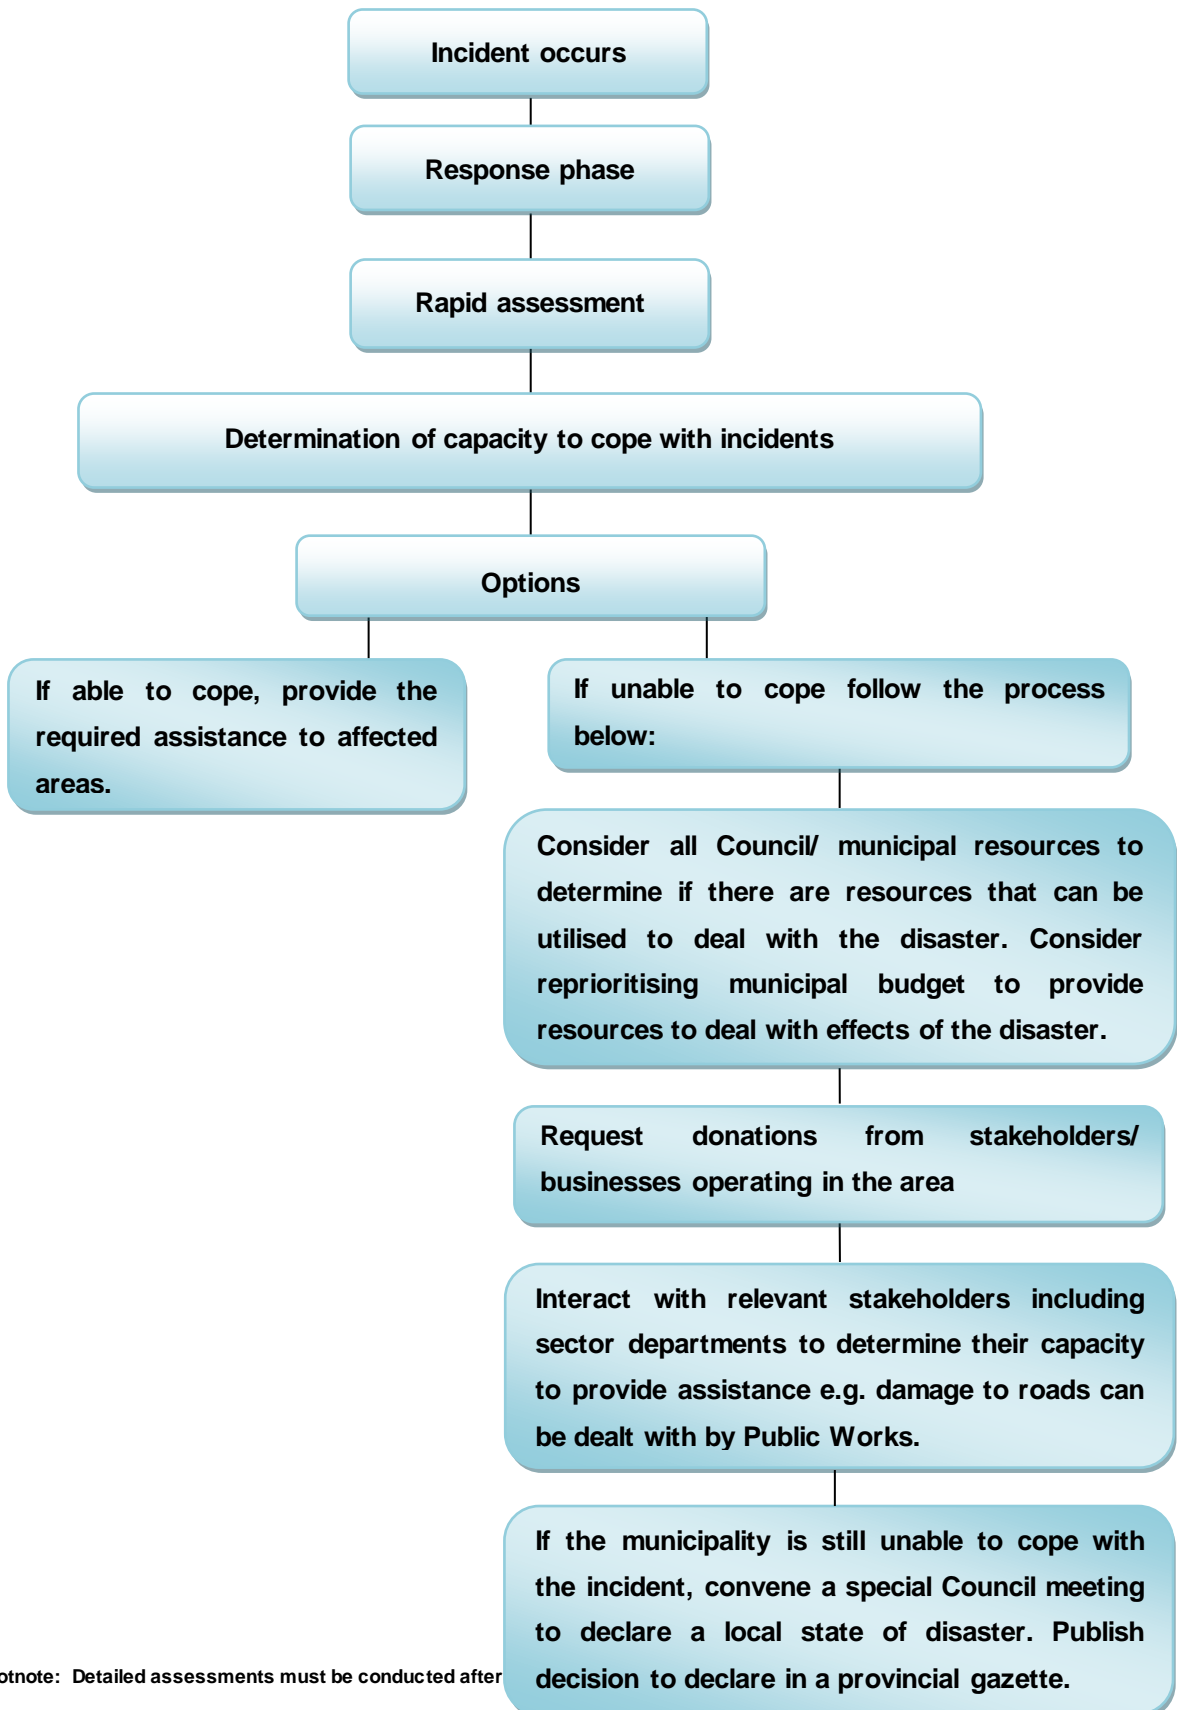 Incident occurs
Response phase
Rapid assessment
Determination of capacity to cope with incidents
Options
If able to cope, provide the
required assistance to affected
areas.
If unable to cope follow the process
below:
Consider all Council/ municipal resources to
determine if there are resources that can be
utilised to deal with the disaster. Consider
reprioritising municipal budget to provide
resources to deal with effects of the disaster.
Request donations from stakeholders/
businesses operating in the area
Interact with relevant stakeholders including
sector departments to determine their capacity
to provide assistance e.g. damage to roads can
be dealt with by Public Works.
If the municipality is still unable to cope with
the incident, convene a special Council meeting
to declare a local state of disaster. Publish
decision to declare in a provincial gazette.
otnote: Detailed assessments must be conducted after